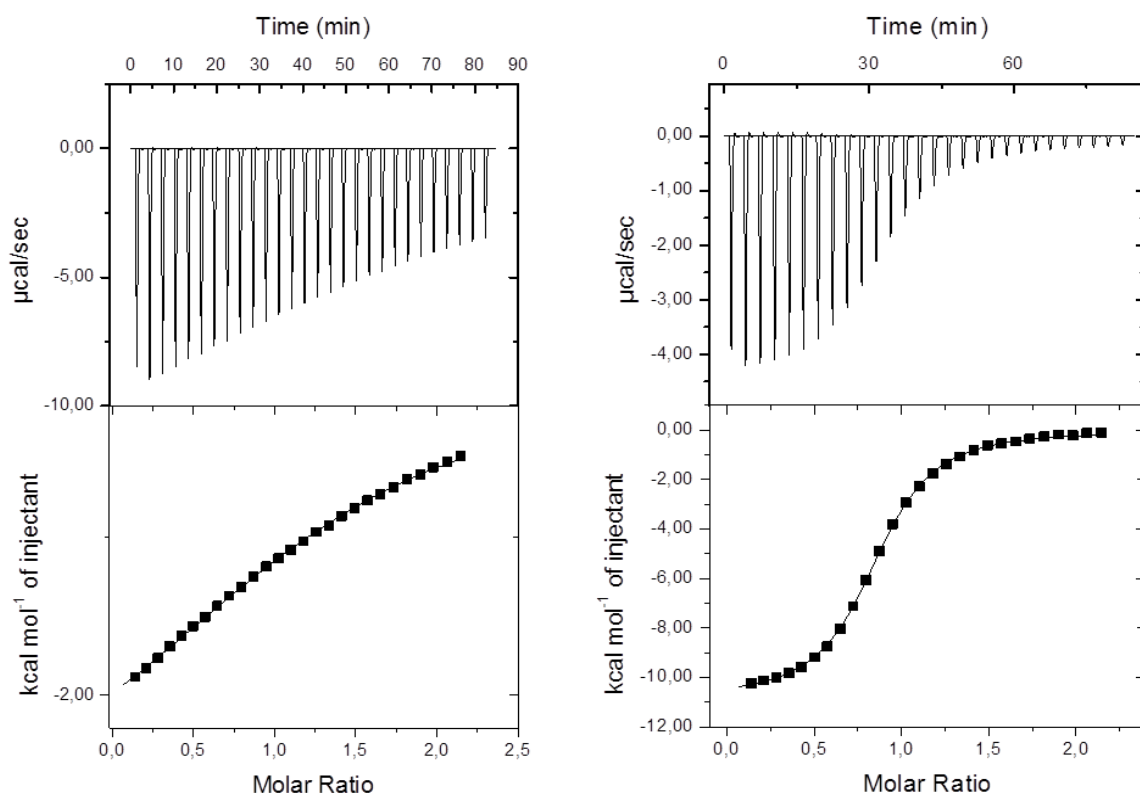 Time (min)
0 10 20 30 40 50 60 70 80 90
0,00
-5,00
-10,00
µcal/sec
-2,00
kcal mol⁻¹ of injectant
0,0 0,5 1,0 1,5 2,0 2,5
Molar Ratio
Time (min)
0 30 60
0,00
-1,00
-2,00
-3,00
-4,00
µcal/sec
0,00
-2,00
-4,00
-6,00
-8,00
-10,00
-12,00
kcal mol⁻¹ of injectant
0,0 0,5 1,0 1,5 2,0
Molar Ratio